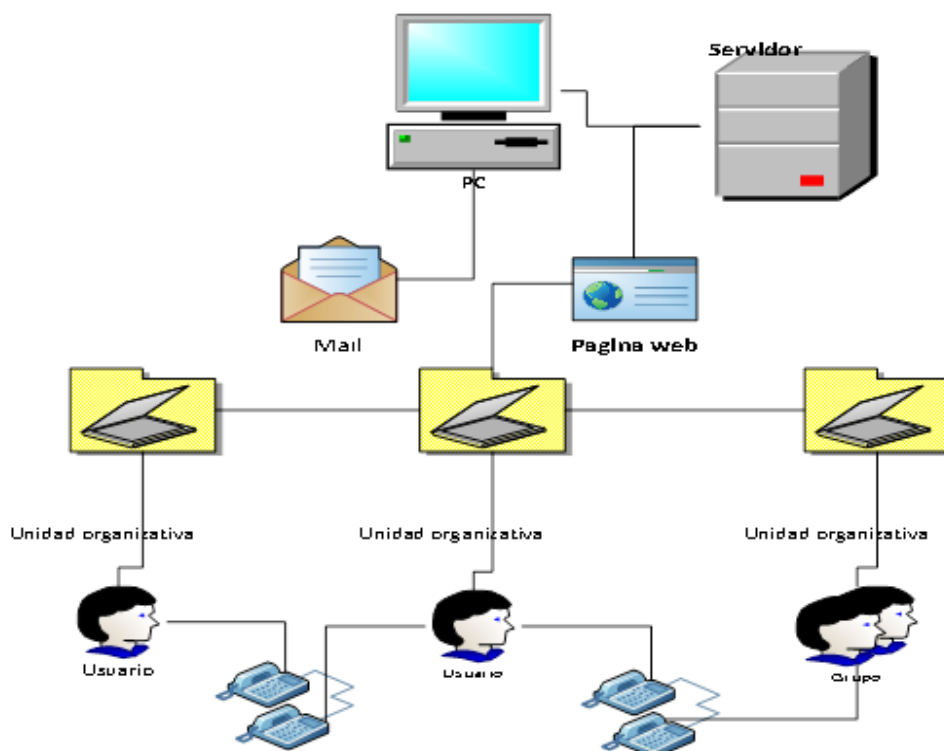 Servidor
PC
Mail
Pagina web
Unidad organizativa
Unidad organizativa
Unidad organizativa
Usuario
Usuario
Grupo